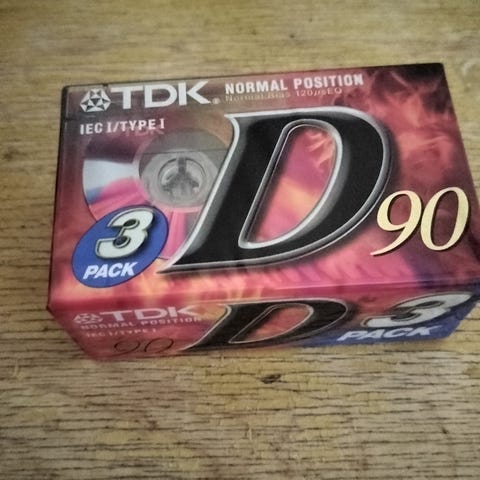 TDK® NORMAL POSITION
Normal Bias 120μs EQ
IEC I/TYPE I
D 90
3
PACK
TDK
NORMAL POSITION
IEC I/TYPE I
90 D 3
PACK